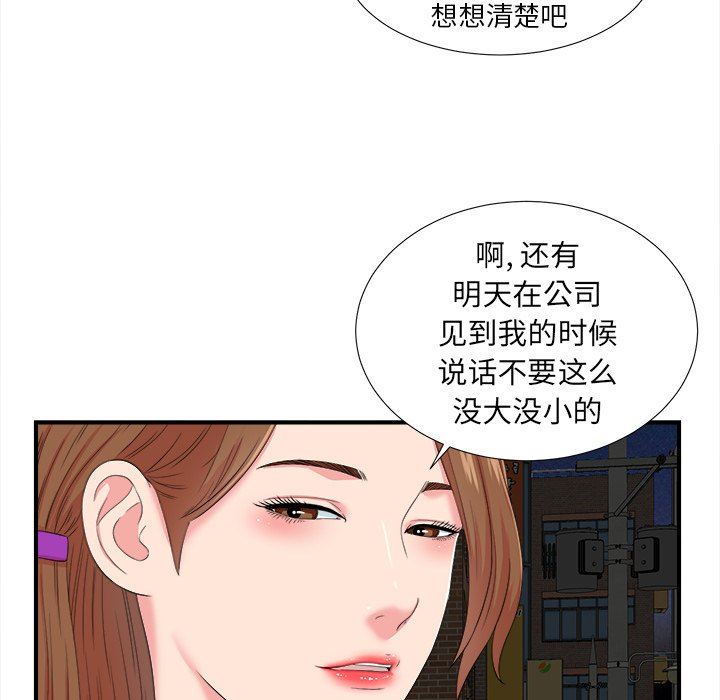 想想清楚吧
啊, 还有
明天在公司
见到我的时候
说话不要这么
没大没小的